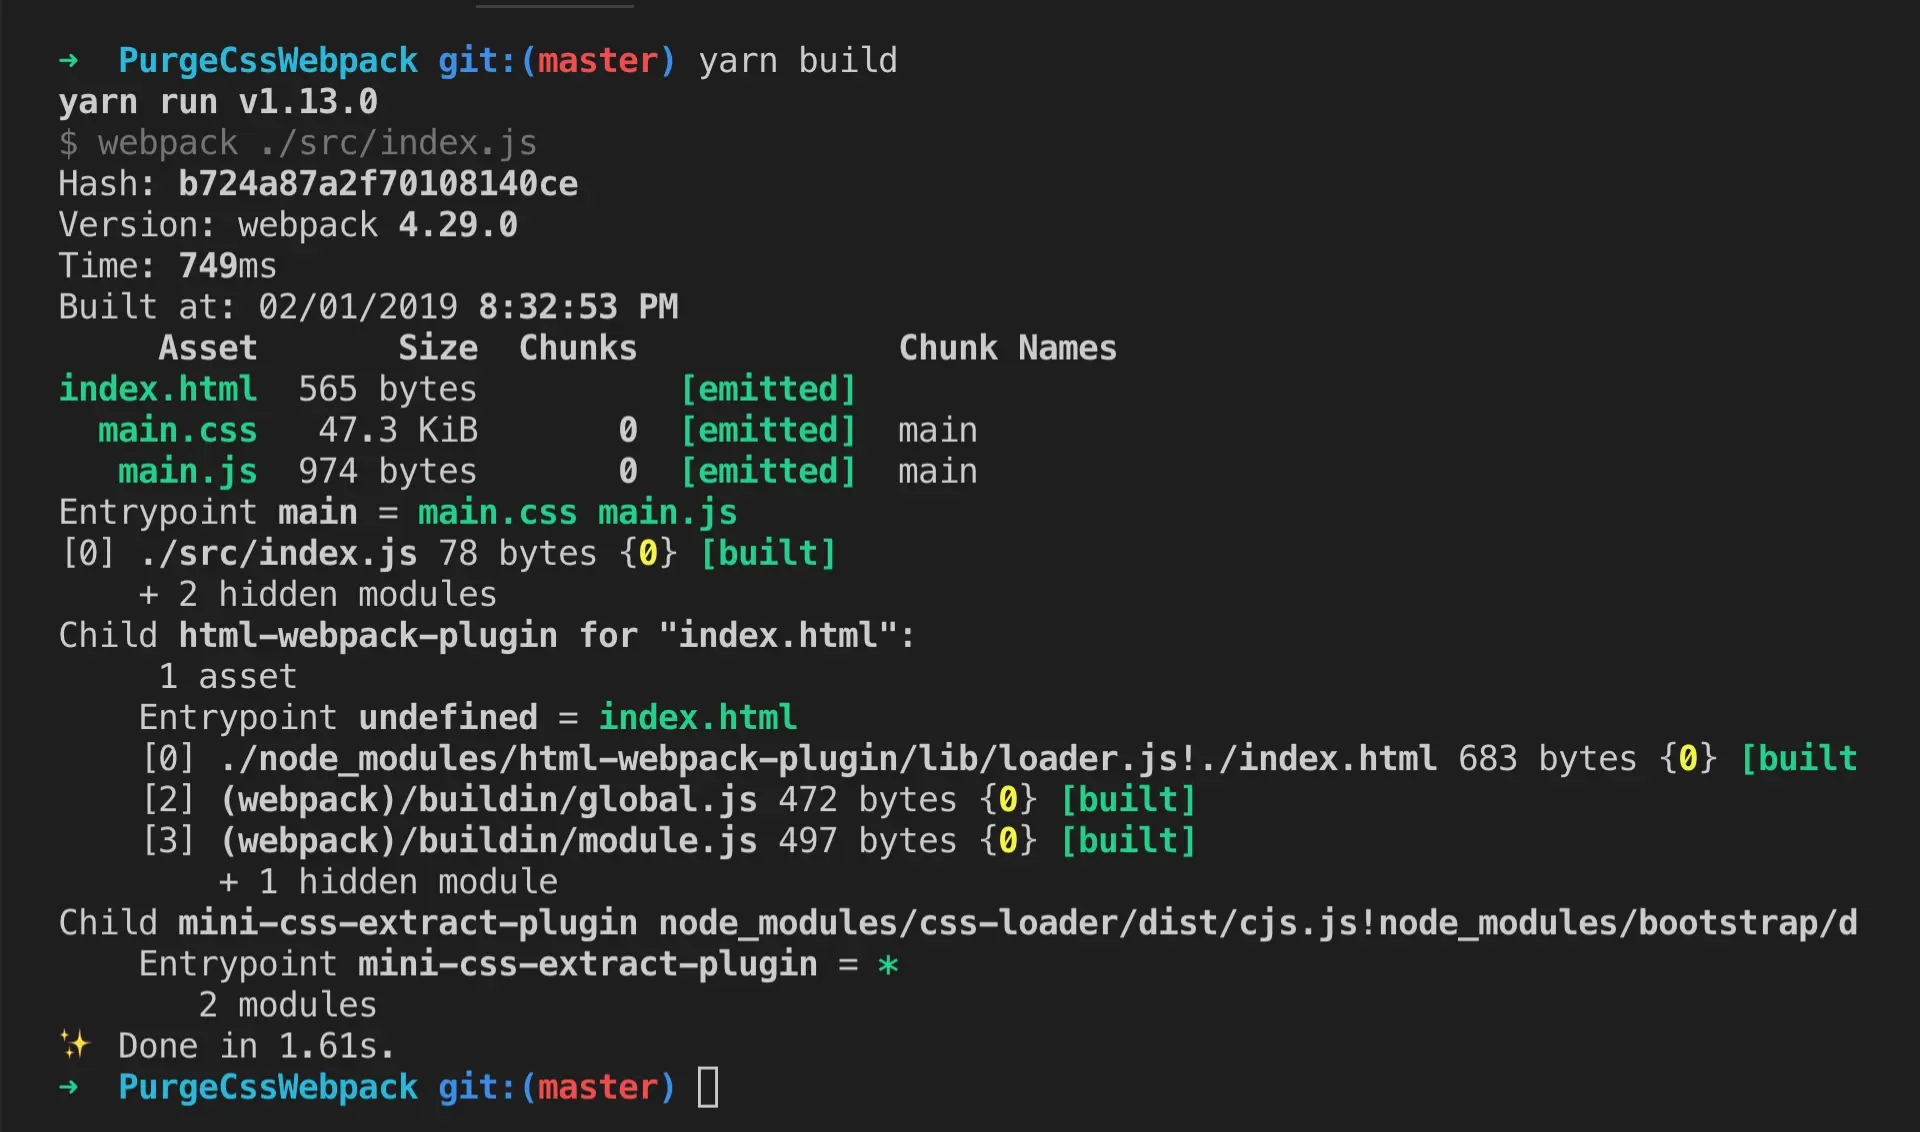 ➜  PurgeCssWebpack git:(master) yarn build
yarn run v1.13.0
$ webpack ./src/index.js
Hash: b724a87a2f70108140ce
Version: webpack 4.29.0
Time: 749ms
Built at: 02/01/2019 8:32:53 PM
     Asset       Size  Chunks             Chunk Names
index.html  565 bytes          [emitted]
  main.css   47.3 KiB       0  [emitted]  main
   main.js  974 bytes       0  [emitted]  main
Entrypoint main = main.css main.js
[0] ./src/index.js 78 bytes {0} [built]
    + 2 hidden modules
Child html-webpack-plugin for "index.html":
     1 asset
    Entrypoint undefined = index.html
    [0] ./node_modules/html-webpack-plugin/lib/loader.js!./index.html 683 bytes {0} [built
    [2] (webpack)/buildin/global.js 472 bytes {0} [built]
    [3] (webpack)/buildin/module.js 497 bytes {0} [built]
        + 1 hidden module
Child mini-css-extract-plugin node_modules/css-loader/dist/cjs.js!node_modules/bootstrap/d
    Entrypoint mini-css-extract-plugin = *
       2 modules
✨ Done in 1.61s.
➜  PurgeCssWebpack git:(master)